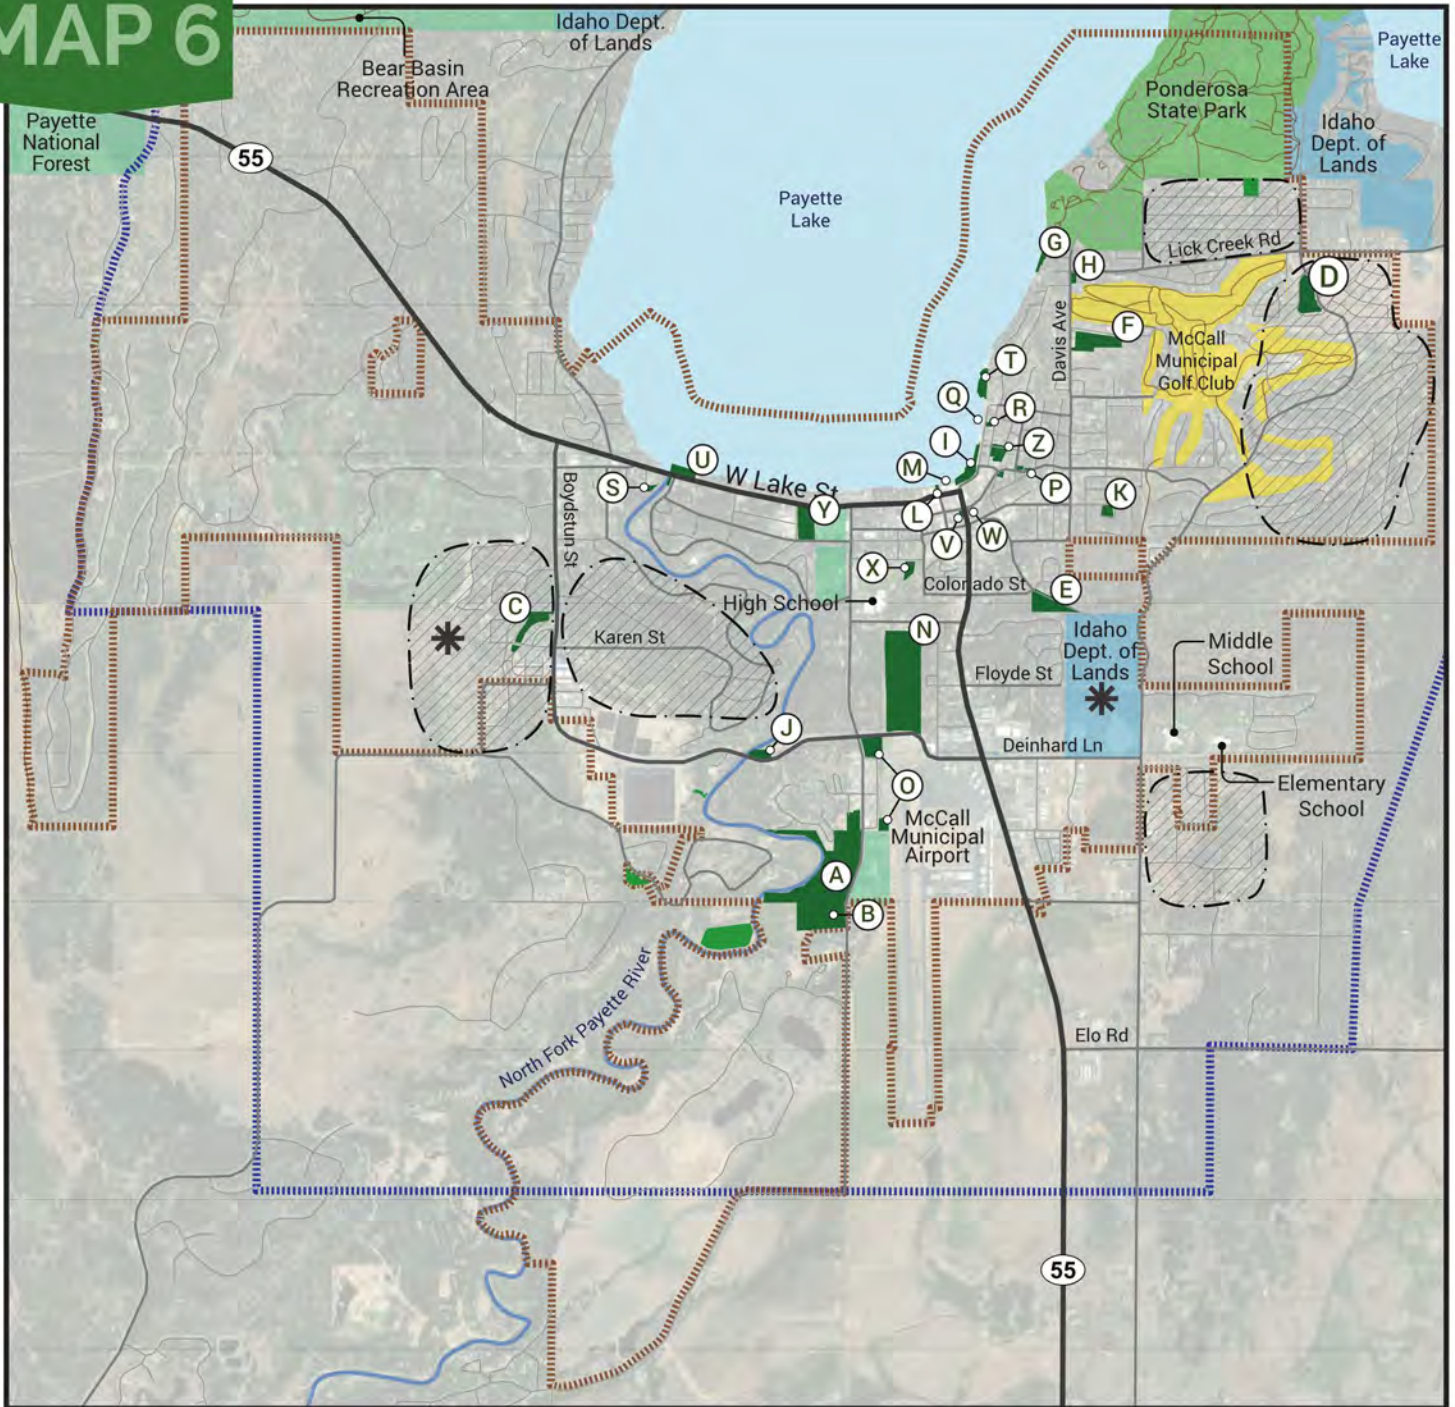 MAP 6
Idaho Dept.
of Lands
Payette
Lake
Bear Basin
Recreation Area
Ponderosa
State Park
Payette
National
Forest
Idaho
Dept. of
Lands
55
Payette
Lake
G
Lick Creek Rd
H
D
F
Davis Ave
McCall
Municipal
Golf Club
T
Q
R
I
Z
U
M
W Lake St
S
P
K
Boydstun St
Y
L
V
W
X
Colorado St
E
High School
C
Karen St
N
Idaho
Dept. of
Lands
Middle
School
Floyde St
J
Deinhard Ln
O
Elementary
School
McCall
Municipal
Airport
A
B
North Fork Payette River
Elo Rd
55